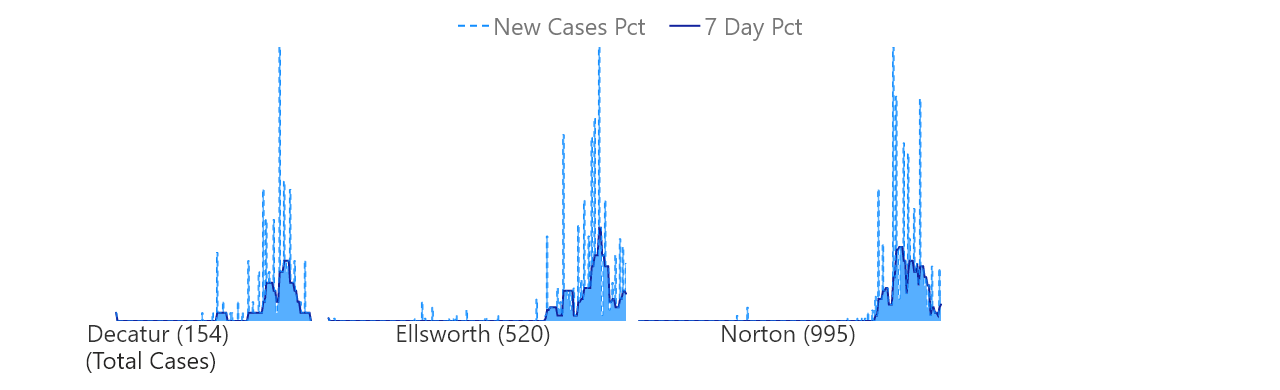 New Cases Pct 7 Day Pct
Decatur (154) Ellsworth (520) Norton (995)
(Total Cases)